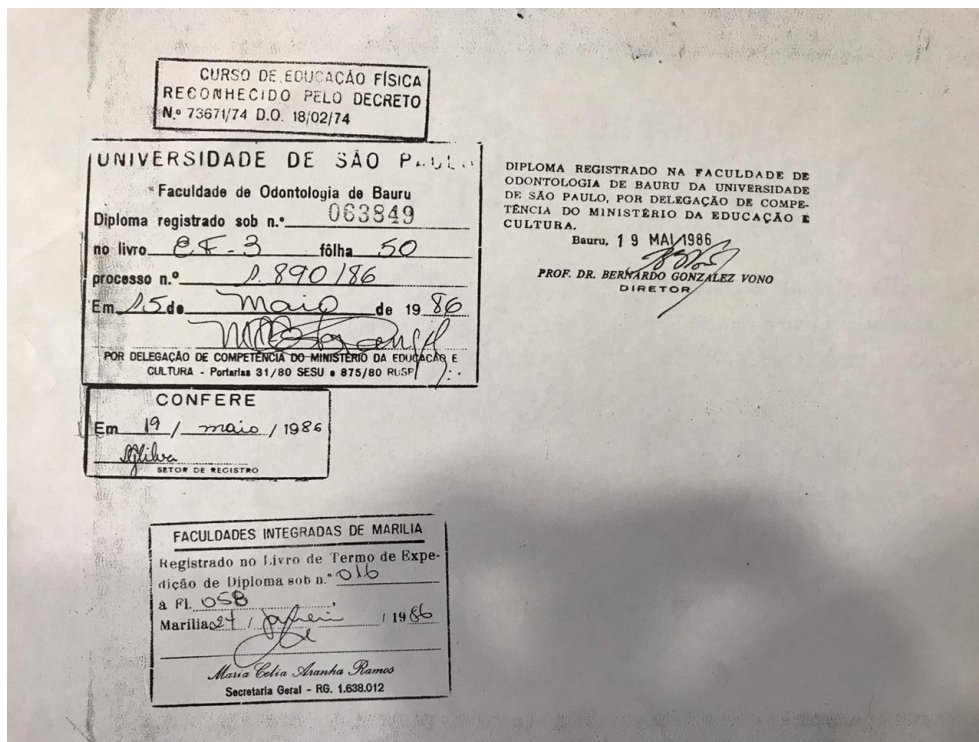 CURSO DE EDUCAÇÃO FÍSICA
RECONHECIDO PELO DECRETO
N.º 73671/74 D.O. 18/02/74
UNIVERSIDADE DE SÃO
Faculdade de Odontologia de Bauru
Diploma registrado sob n.º 063849
no livro EF-3 fôlha 50
processo n.º 1.890/86
Em 15 de Maio de 1986
POR DELEGAÇÃO DE COMPETÊNCIA DO MINISTÉRIO DA EDUCAÇÃO E
CULTURA - Portarias 31/80 SESU e 875/80 RUSP
CONFERE
Em 19 / maio / 1986
SETOR DE REGISTRO
DIPLOMA REGISTRADO NA FACULDADE DE
ODONTOLOGIA DE BAURU DA UNIVERSIDADE
DE SÃO PAULO, POR DELEGAÇÃO DE COMPE-
TÊNCIA DO MINISTÉRIO DA EDUCAÇÃO E
CULTURA.
Bauru, 19 MAI 1986
PROF. DR. BERNARDO GONZALEZ VONO
DIRETOR
FACULDADES INTEGRADAS DE MARILIA
Registrado no Livro de Termo de Expe-
dição de Diploma sob n.º 016
à Fl. 058
Marilia 27 / / 1986
Maria Celia Aranha Ramos
Secretaria Geral - RG. 1.638.012